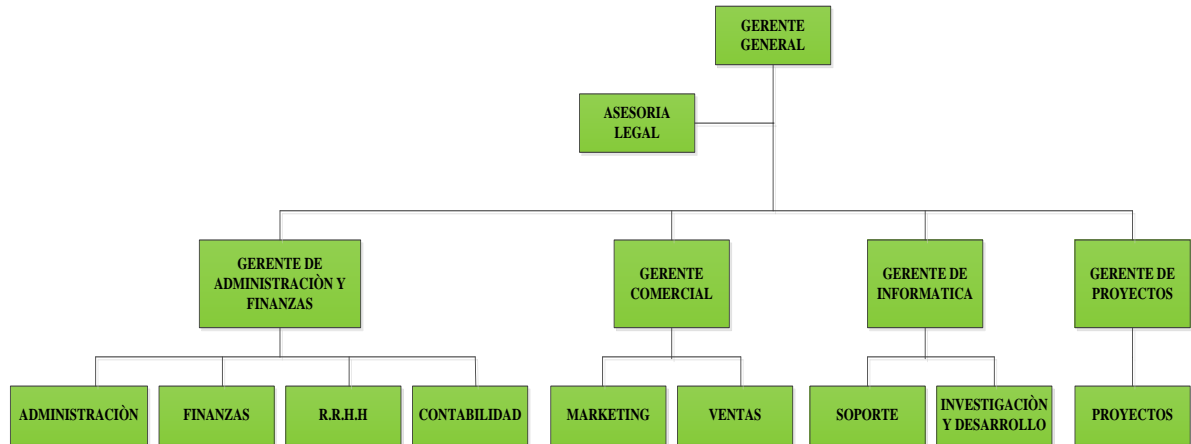 GERENTE
GENERAL
ASESORIA
LEGAL
GERENTE DE
ADMINISTRACIÒN Y
FINANZAS
GERENTE
COMERCIAL
GERENTE DE
INFORMATICA
GERENTE DE
PROYECTOS
ADMINISTRACIÒN
FINANZAS
R.R.H.H
CONTABILIDAD
MARKETING
VENTAS
SOPORTE
INVESTIGACIÒN
Y DESARROLLO
PROYECTOS